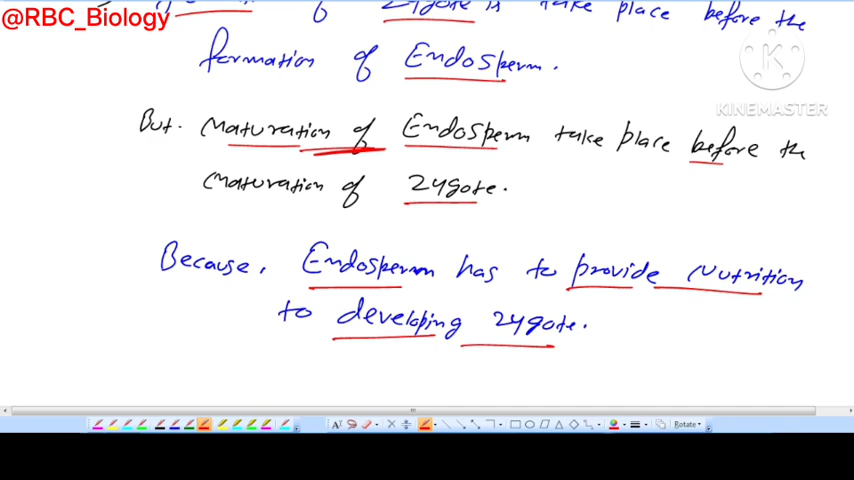 @RBC_Biology
of zygote is take place before the
formation of Endosperm.
KINEMASTER
But. Maturation of Endosperm take place before the
Maturation of zygote.
Because, Endosperm has to provide Nutrition
to developing zygote.
Rotate